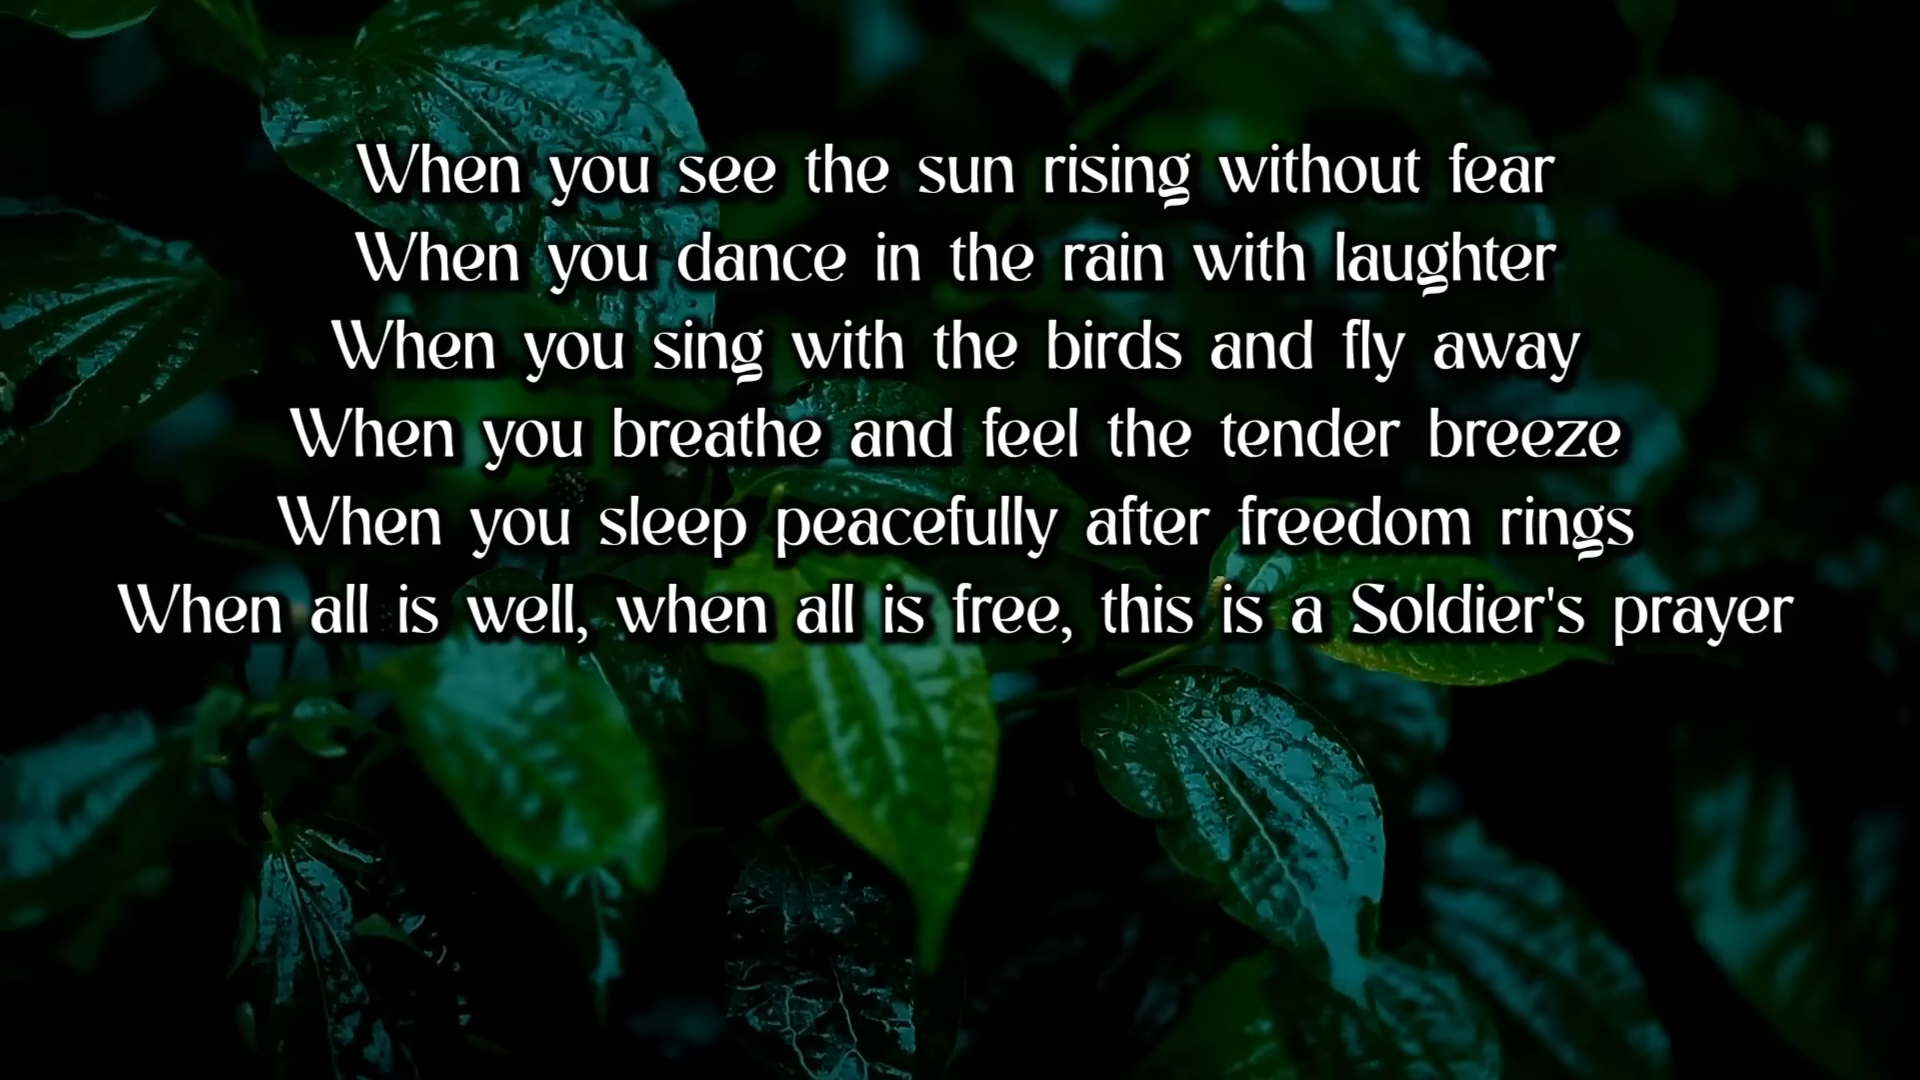 When you see the sun rising without fear
When you dance in the rain with laughter
When you sing with the birds and fly away
When you breathe and feel the tender breeze
When you sleep peacefully after freedom rings
When all is well, when all is free, this is a Soldier's prayer